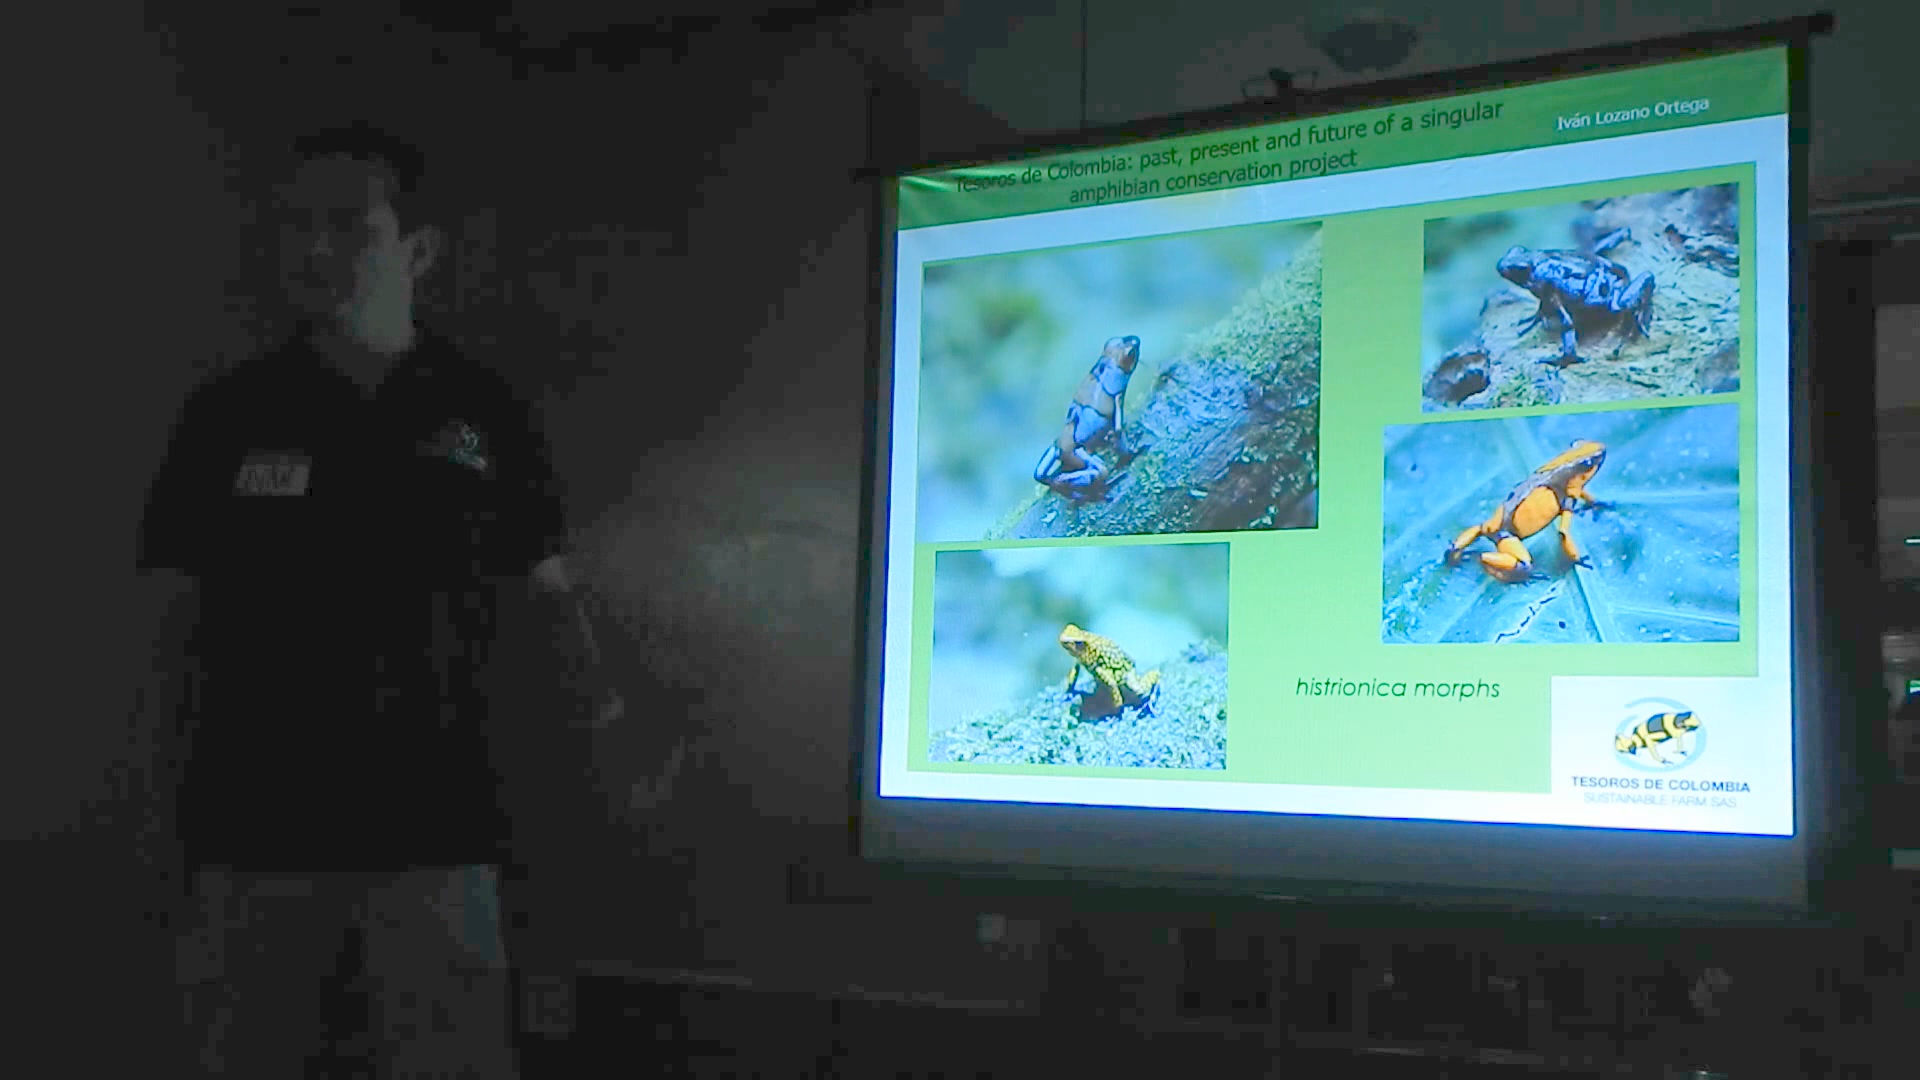 Tesoros de Colombia: past, present and future of a singular
amphibian conservation project
Iván Lozano Ortega
histrionica morphs
TESOROS DE COLOMBIA
SUSTAINABLE FARM SAS